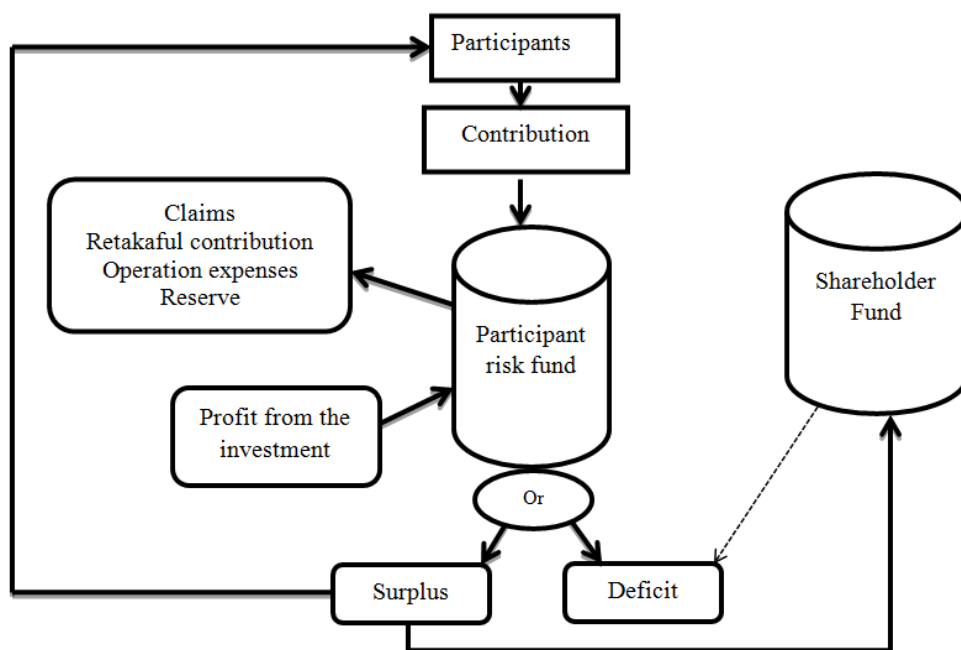 Participants
Contribution
Claims
Retakaful contribution
Operation expenses
Reserve
Shareholder
Fund
Participant
risk fund
Profit from the
investment
Or
Surplus
Deficit